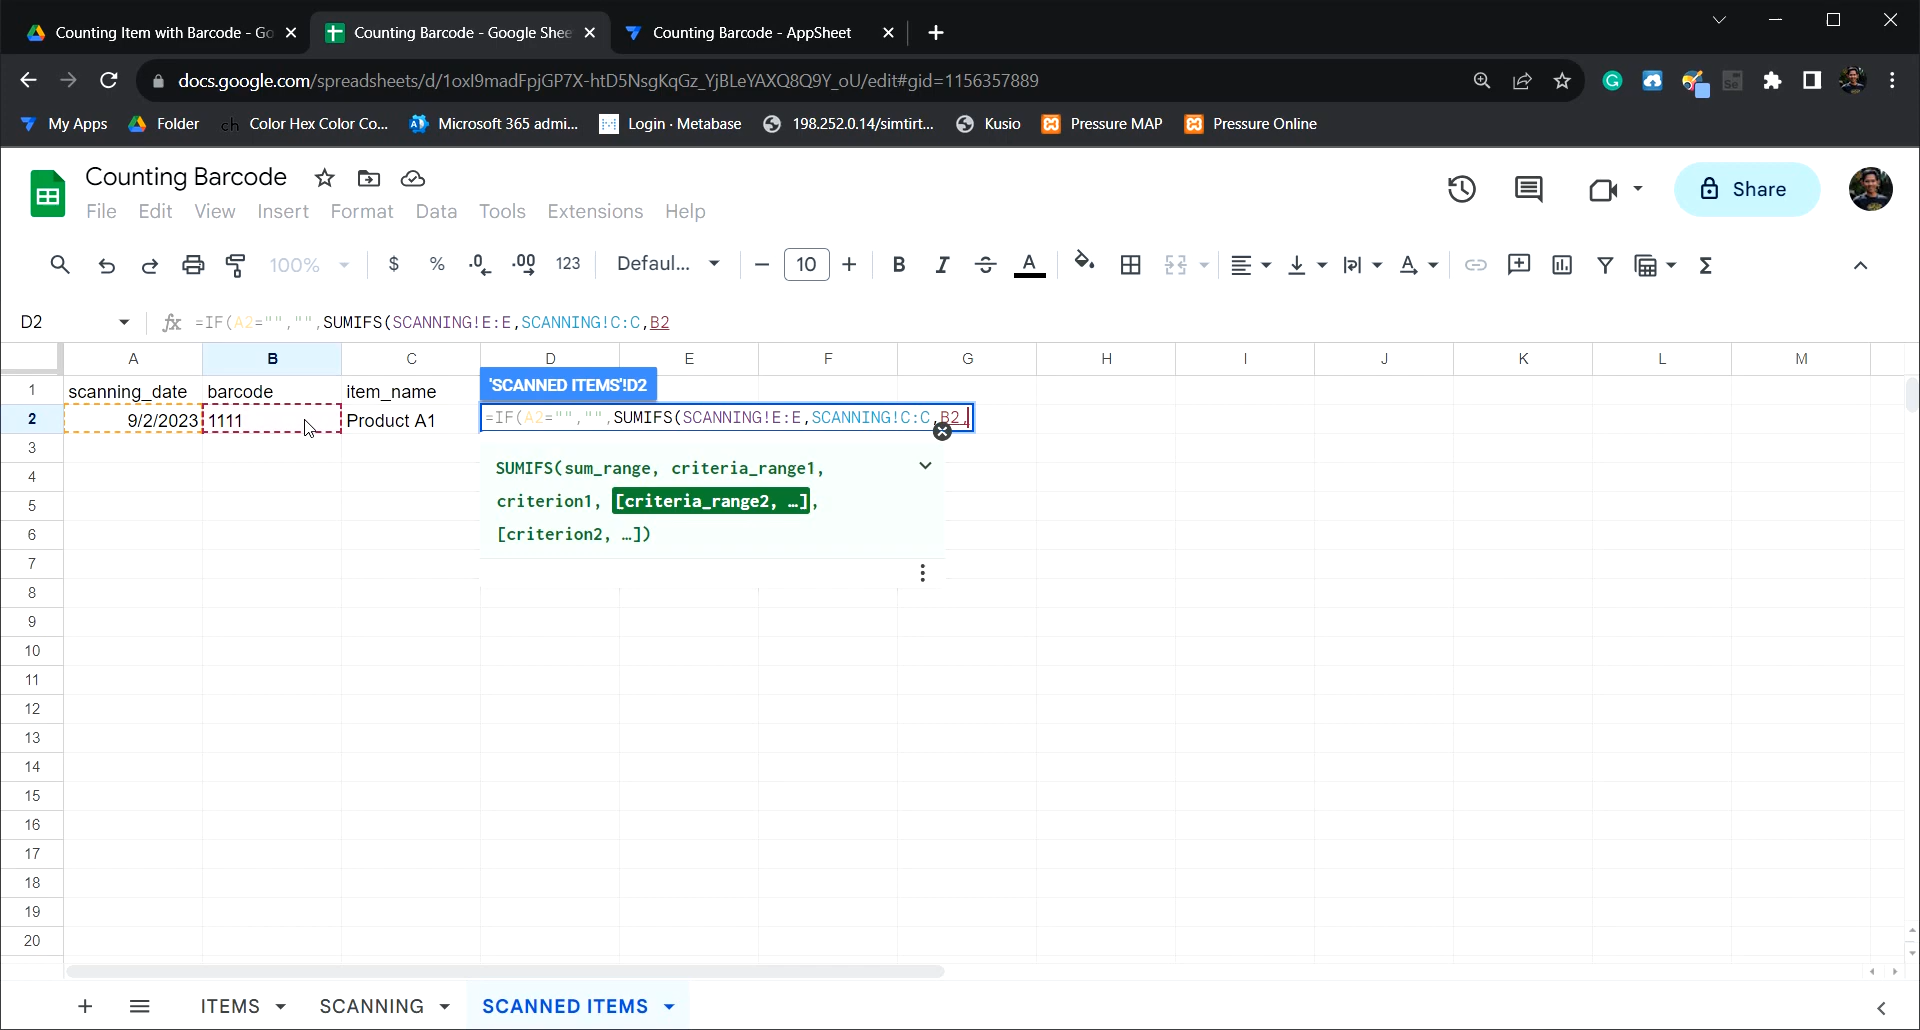 Counting Item with Barcode - Go
Counting Barcode - Google Shee
Counting Barcode - AppSheet
docs.google.com/spreadsheets/d/1oxI9madFpjGP7X-htD5NsgKqGz_YjBLeYAXQ8Q9Y_oU/edit#gid=1156357889
Se
My Apps
Folder
ch Color Hex Color Co...
Microsoft 365 admi...
Login · Metabase
198.252.0.14/simtirt...
Kusio
Pressure MAP
Pressure Online
Counting Barcode
File Edit View Insert Format Data Tools Extensions Help
Share
100% $ % .0 .00 123 Defaul... 10 B I A Σ
D2 fx =IF(A2="","",SUMIFS(SCANNING!E:E,SCANNING!C:C,B2
A B C D E F G H I J K L M
1 scanning_date barcode item_name 'SCANNED ITEMS'!D2
2 9/2/2023 1111 Product A1 =IF(A2="","",SUMIFS(SCANNING!E:E,SCANNING!C:C,B2,
3
SUMIFS(sum_range, criteria_range1,
4
criterion1, [criteria_range2, …],
5
[criterion2, …])
6
7
8
9
10
11
12
13
14
15
16
17
18
19
20
ITEMS SCANNING SCANNED ITEMS